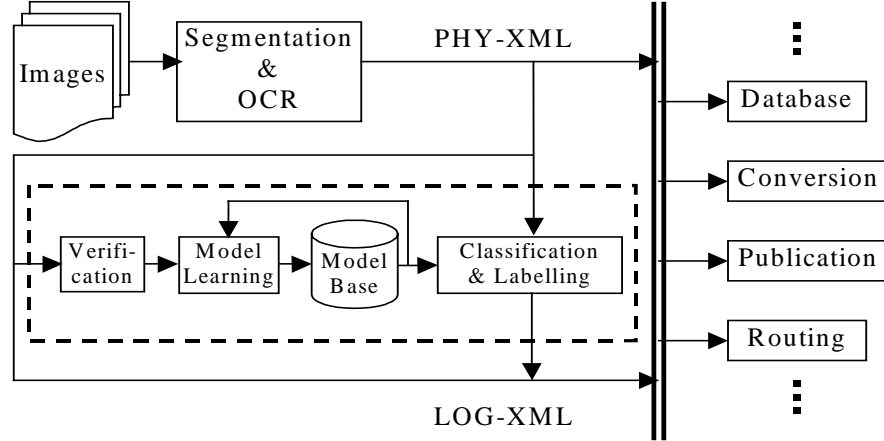 Images
Segmentation
&
OCR
PHY-XML
Database
Conversion
Publication
Routing
Verifi-
cation
Model
Learning
Model
Base
Classification
& Labelling
LOG-XML